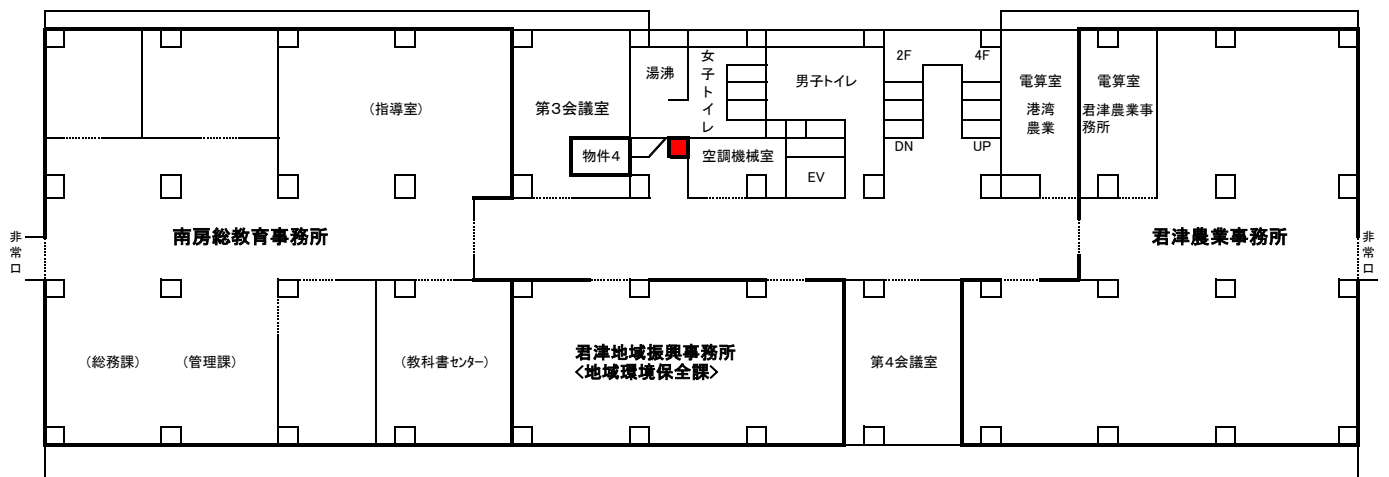 湯沸
女子トイレ
男子トイレ
2F
4F
電算室
港湾
農業
電算室
君津農業事
務所
(指導室)
第3会議室
物件4
空調機械室
EV
DN
UP
非常口
南房総教育事務所
君津農業事務所
非常口
(総務課)
(管理課)
(教科書センター)
君津地域振興事務所
<地域環境保全課>
第4会議室